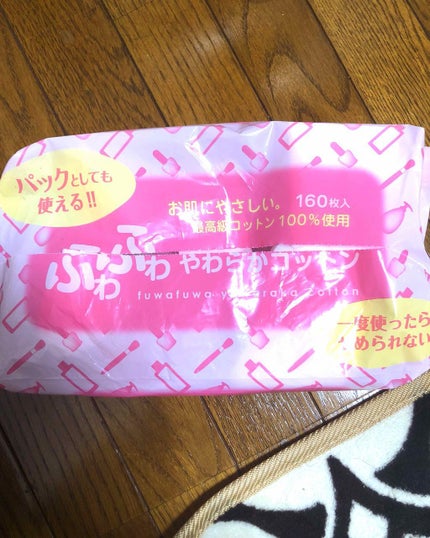 パックとしても
使える!!
お肌にやさしい。 160枚入
最高級コットン100%使用
ふわふわ やわらかコットン
fuwafuwa yawaraka cotton
一度使ったら
やめられない